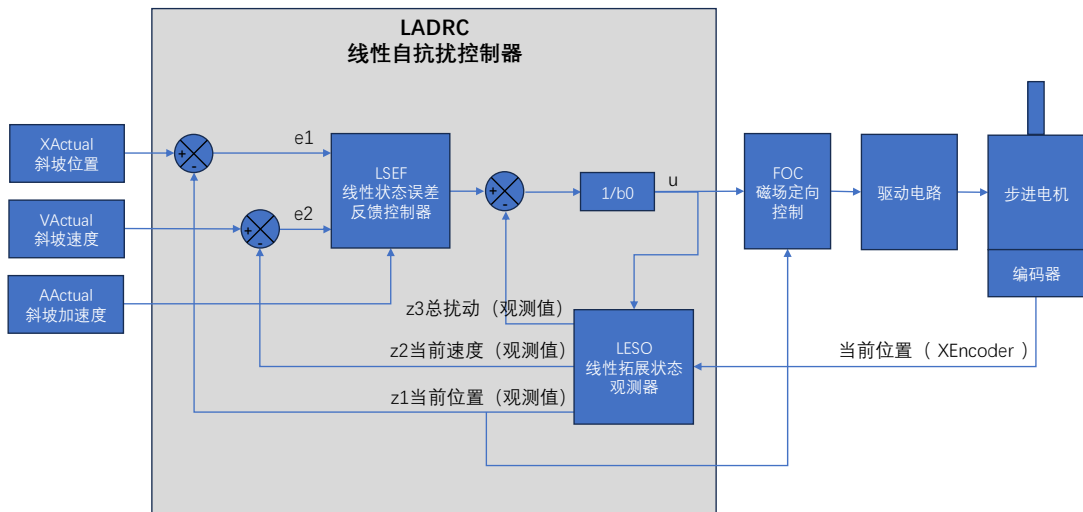 LADRC
线性自抗扰控制器
XActual
斜坡位置
+
-
e1
LSEF
线性状态误差
反馈控制器
+
-
1/b0
u
FOC
磁场定向
控制
驱动电路
步进电机
编码器
VActual
斜坡速度
+
-
e2
AActual
斜坡加速度
z3总扰动（观测值）
z2当前速度（观测值）
z1当前位置（观测值）
LESO
线性拓展状态
观测器
当前位置（ XEncoder ）